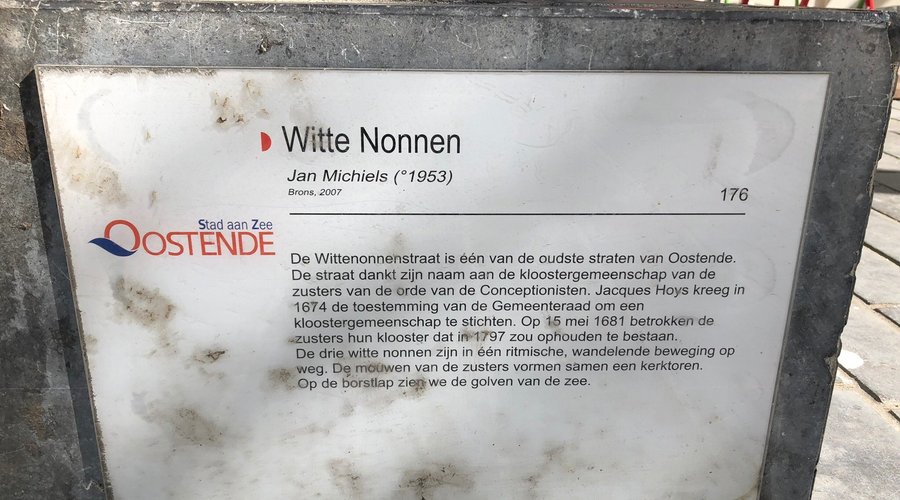 Witte Nonnen
Jan Michiels (°1953)
Brons, 2007
176
Stad aan Zee
OOSTENDE
De Wittenonnenstraat is één van de oudste straten van Oostende.
De straat dankt zijn naam aan de kloostergemeenschap van de
zusters van de orde van de Conceptionisten. Jacques Hoys kreeg in
1674 de toestemming van de Gemeenteraad om een
kloostergemeenschap te stichten. Op 15 mei 1681 betrokken de
zusters hun klooster dat in 1797 zou ophouden te bestaan.
De drie witte nonnen zijn in één ritmische, wandelende beweging op
weg. De mouwen van de zusters vormen samen een kerktoren.
Op de borstlap zien we de golven van de zee.